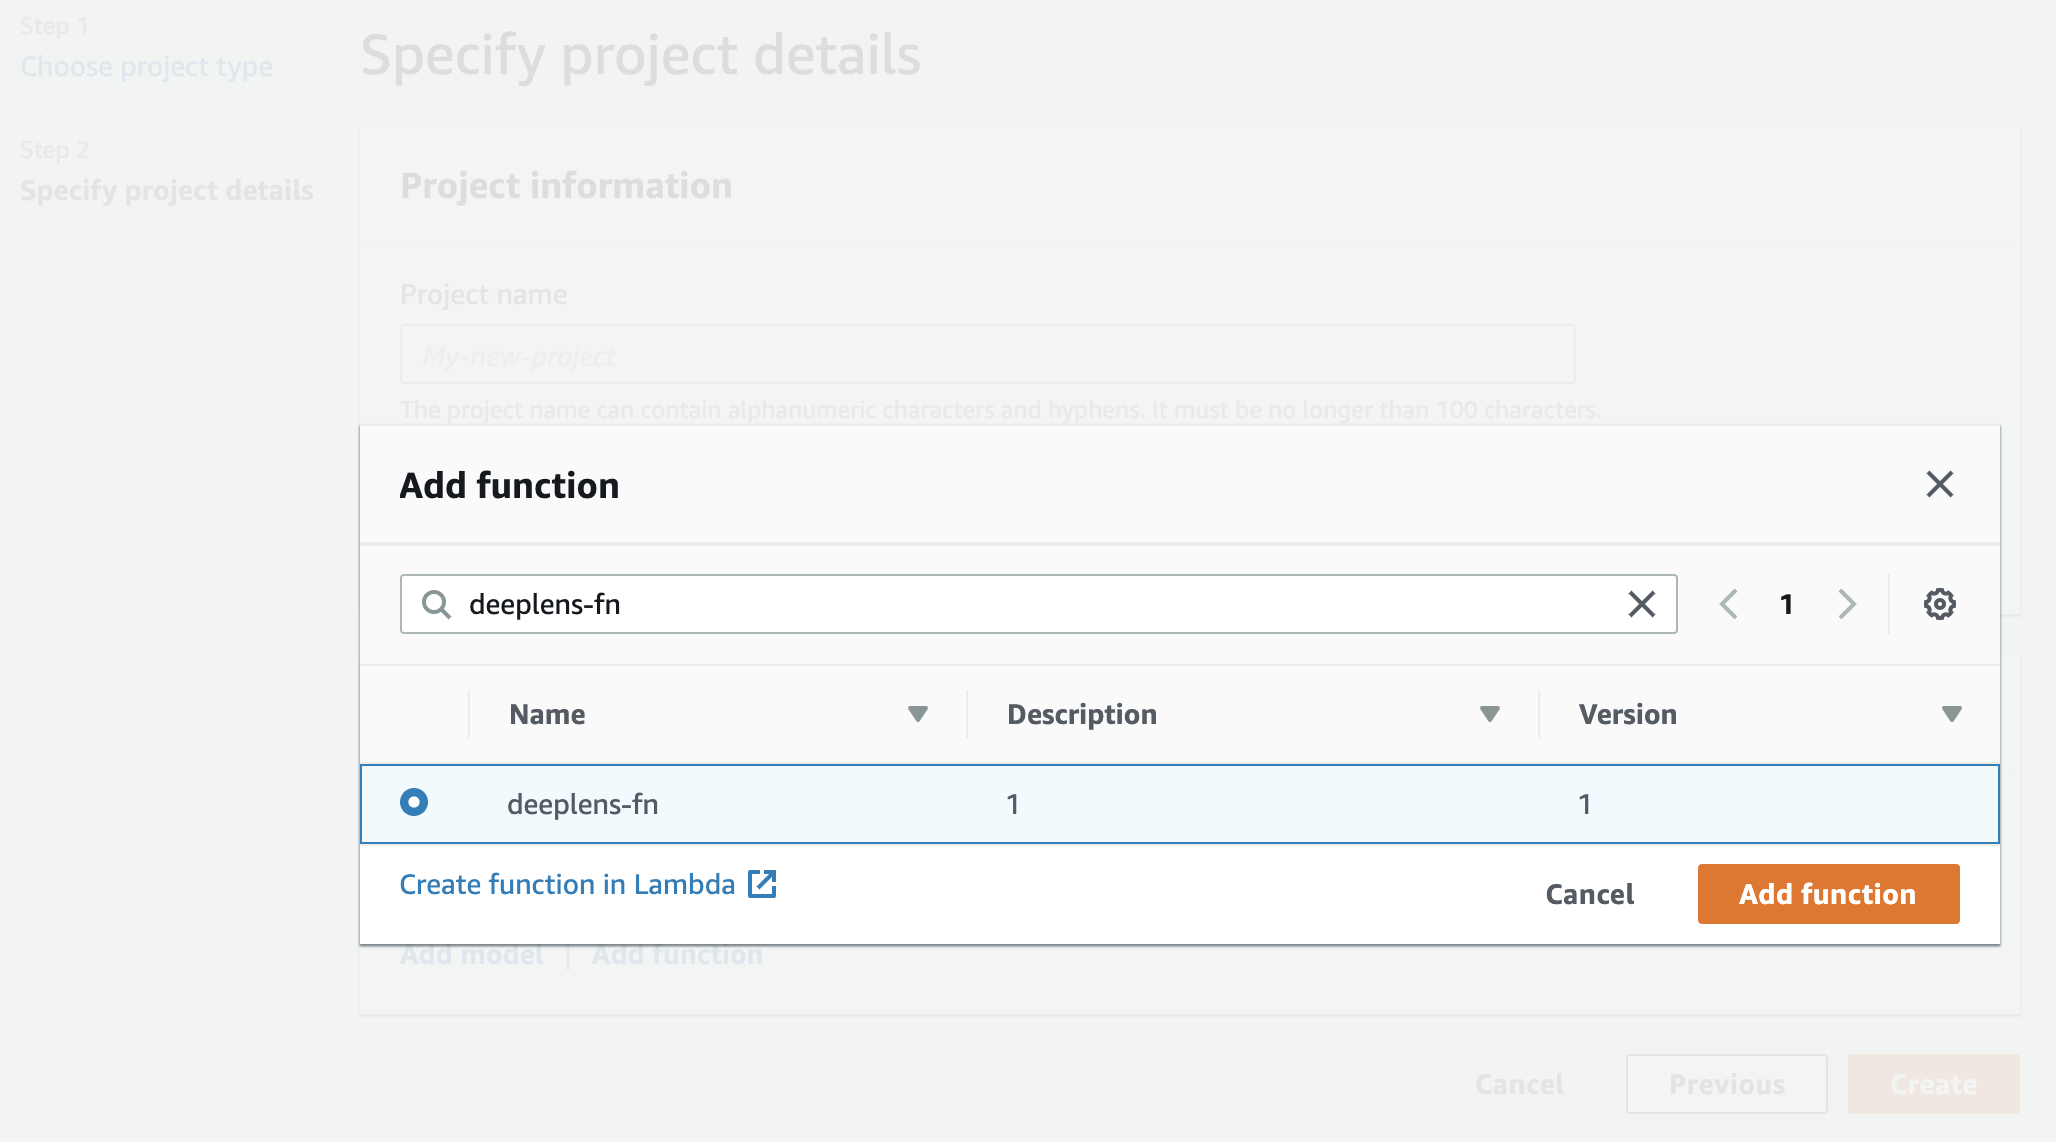 Step 1
Choose project type
Step 2
Specify project details
Specify project details
Project information
Project name
My-new-project
The project name can contain alphanumeric characters and hyphens. It must be no longer than 100 characters.
Add function
deeplens-fn
1
Name Description Version
deeplens-fn 1 1
Create function in Lambda
Cancel Add function
Add model | Add function
Cancel Previous Create